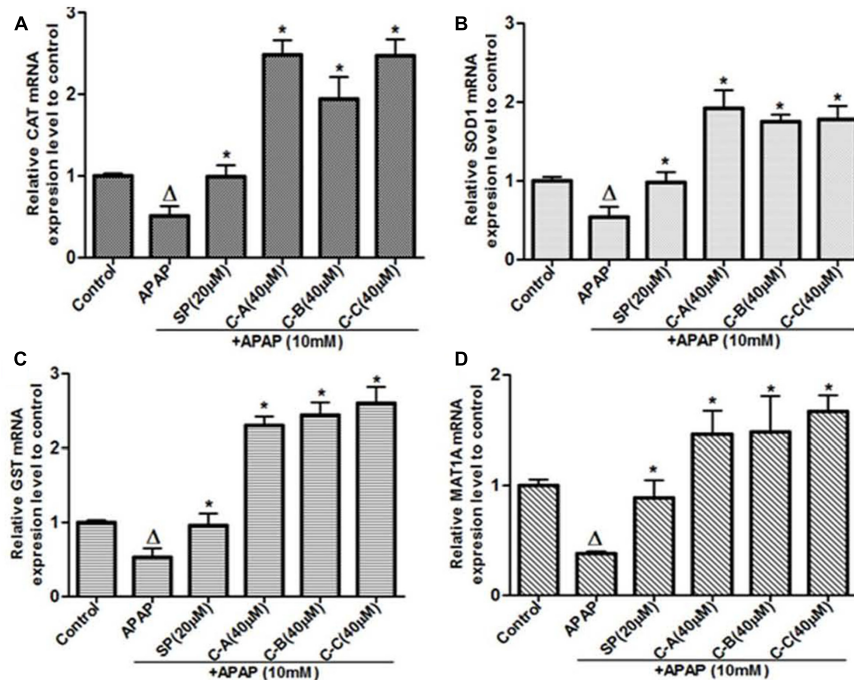 A
Relative CAT mRNA
expresion level to control
3
2
1
0
Δ
*
*
*
*
Control
APAP
SP(20µM)
C-A(40µM)
C-B(40µM)
C-C(40µM)
+APAP (10mM)
B
Relative SOD1 mRNA
expresion level to control
3
2
1
0
Δ
*
*
*
*
Control
APAP
SP(20µM)
C-A(40µM)
C-B(40µM)
C-C(40µM)
+APAP (10mM)
C
Relative GST mRNA
expresion level to control
3
2
1
0
Δ
*
*
*
*
Control
APAP
SP(20µM)
C-A(40µM)
C-B(40µM)
C-C(40µM)
+APAP (10mM)
D
Relative MAT1A mRNA
expresion level to control
2
1
0
Δ
*
*
*
*
Control
APAP
SP(20µM)
C-A(40µM)
C-B(40µM)
C-C(40µM)
+APAP (10mM)